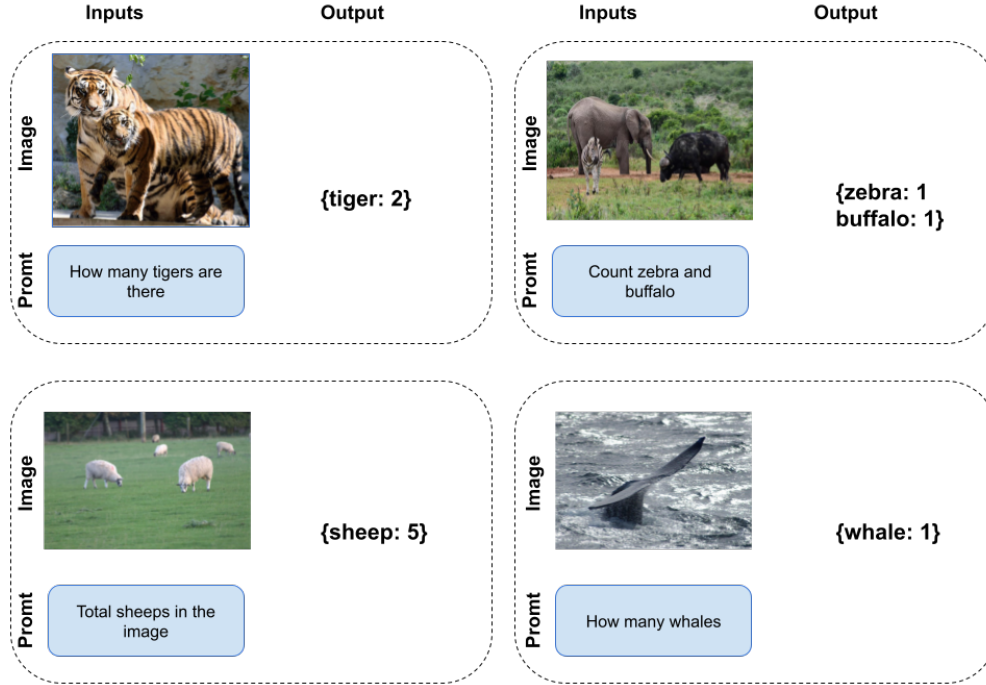 Inputs
Output
Inputs
Output
Image
{tiger: 2}
Promt
How many tigers are
there
Image
{zebra: 1
buffalo: 1}
Promt
Count zebra and
buffalo
Image
{sheep: 5}
Promt
Total sheeps in the
image
Image
{whale: 1}
Promt
How many whales